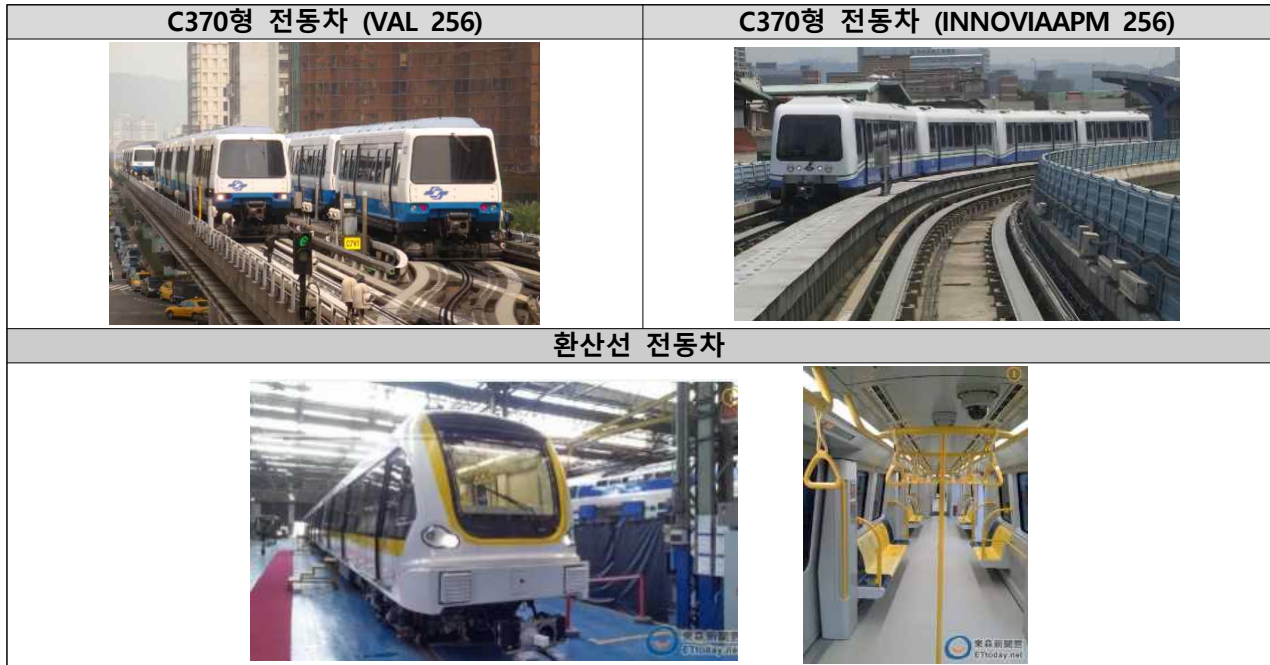 C370형 전동차 (VAL 256)
C370형 전동차 (INNOVIAAPM 256)
환산선 전동차
東森新聞雲
ETtoday.net
東森新聞雲
ETtoday.net